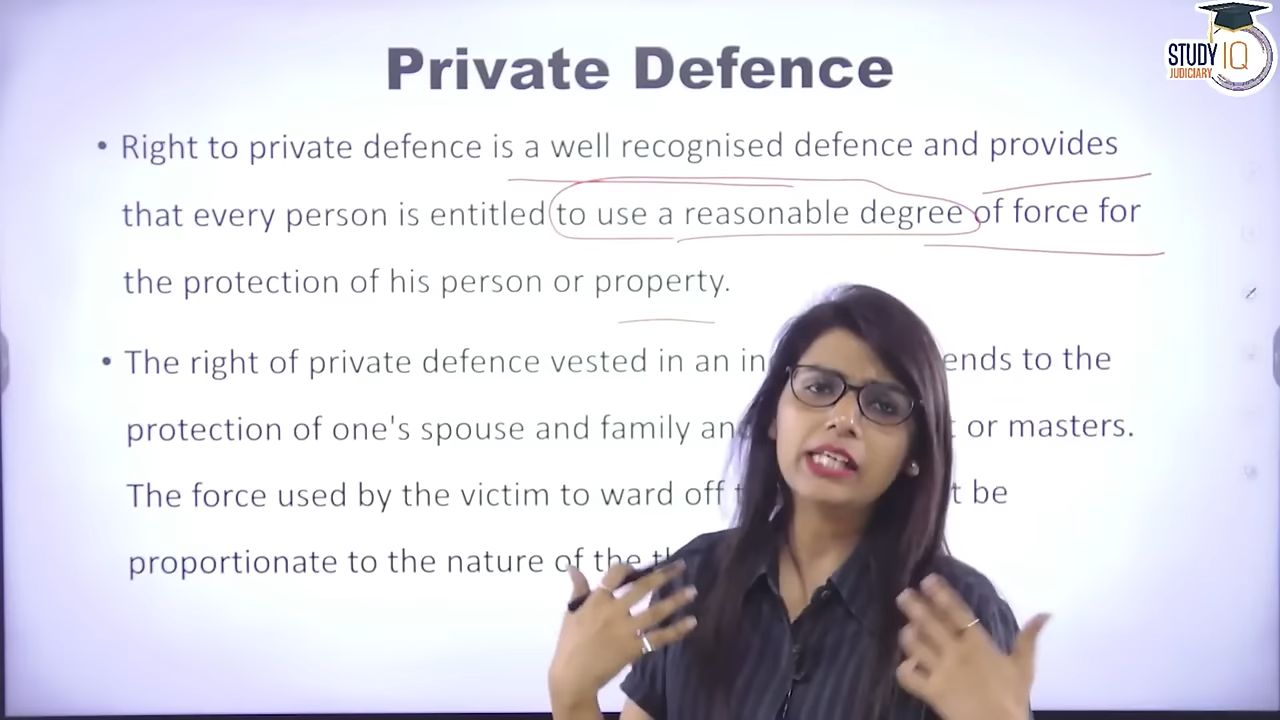 Private Defence
STUDY IQ
JUDICIARY
• Right to private defence is a well recognised defence and provides
that every person is entitled to use a reasonable degree of force for
the protection of his person or property.
• The right of private defence vested in an in ends to the
protection of one's spouse and family an or masters.
The force used by the victim to ward off t be
proportionate to the nature of the th